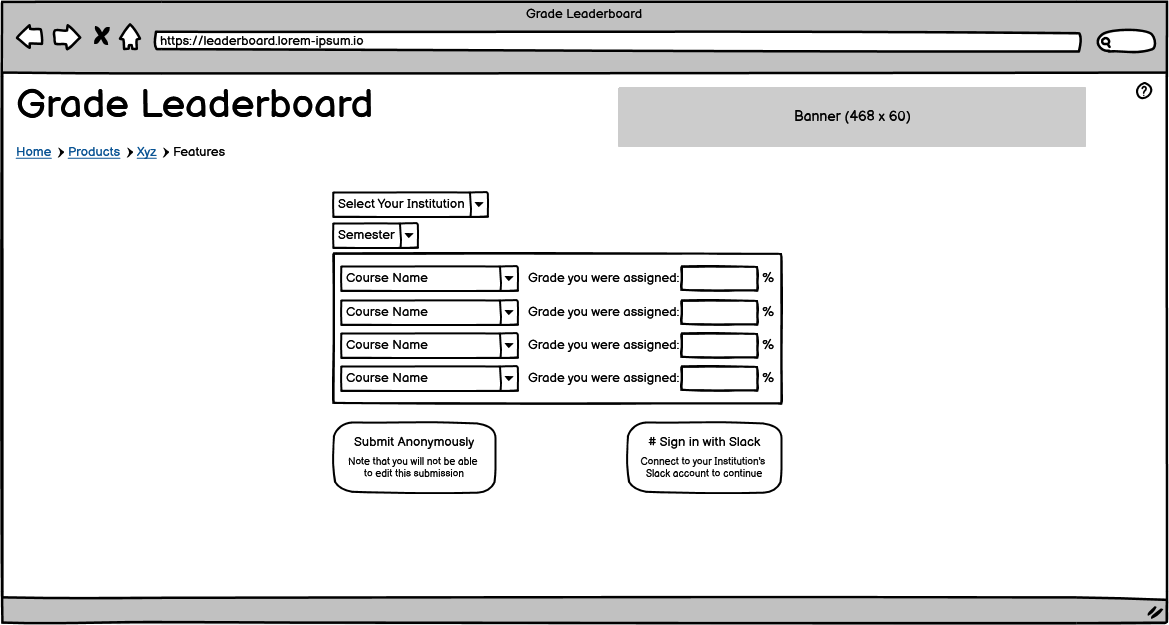 Grade Leaderboard
https://leaderboard.lorem-ipsum.io
Grade Leaderboard
Banner (468 x 60)
?
Home Products Xyz Features
Select Your Institution
Semester
Course Name Grade you were assigned: %
Course Name Grade you were assigned: %
Course Name Grade you were assigned: %
Course Name Grade you were assigned: %
Submit Anonymously
Note that you will not be able
to edit this submission
# Sign in with Slack
Connect to your Institution's
Slack account to continue